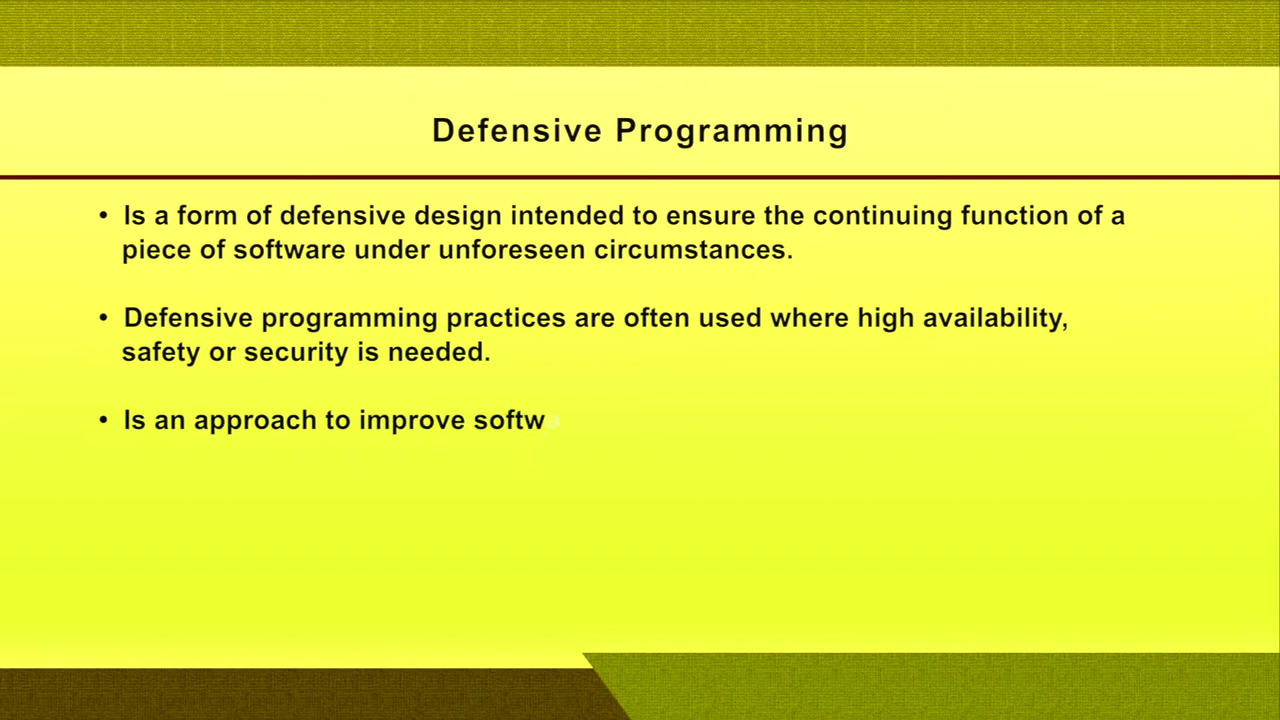 Defensive Programming
• Is a form of defensive design intended to ensure the continuing function of a
piece of software under unforeseen circumstances.
• Defensive programming practices are often used where high availability,
safety or security is needed.
• Is an approach to improve softwa